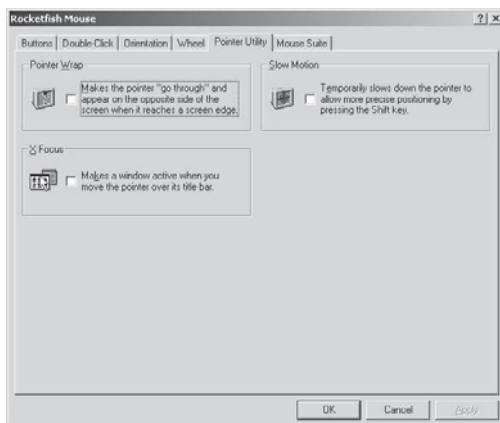 Rocketfish Mouse
Buttons Double-Click Orientation Wheel Pointer Utility Mouse Suite
Pointer Wrap
Makes the pointer "go through" and
appear on the opposite side of the
screen when it reaches a screen edge.
Slow Motion
Temporarily slows down the pointer to
allow more precise positioning by
pressing the Shift key.
X Focus
Makes a window active when you
move the pointer over its title bar.
OK Cancel Apply